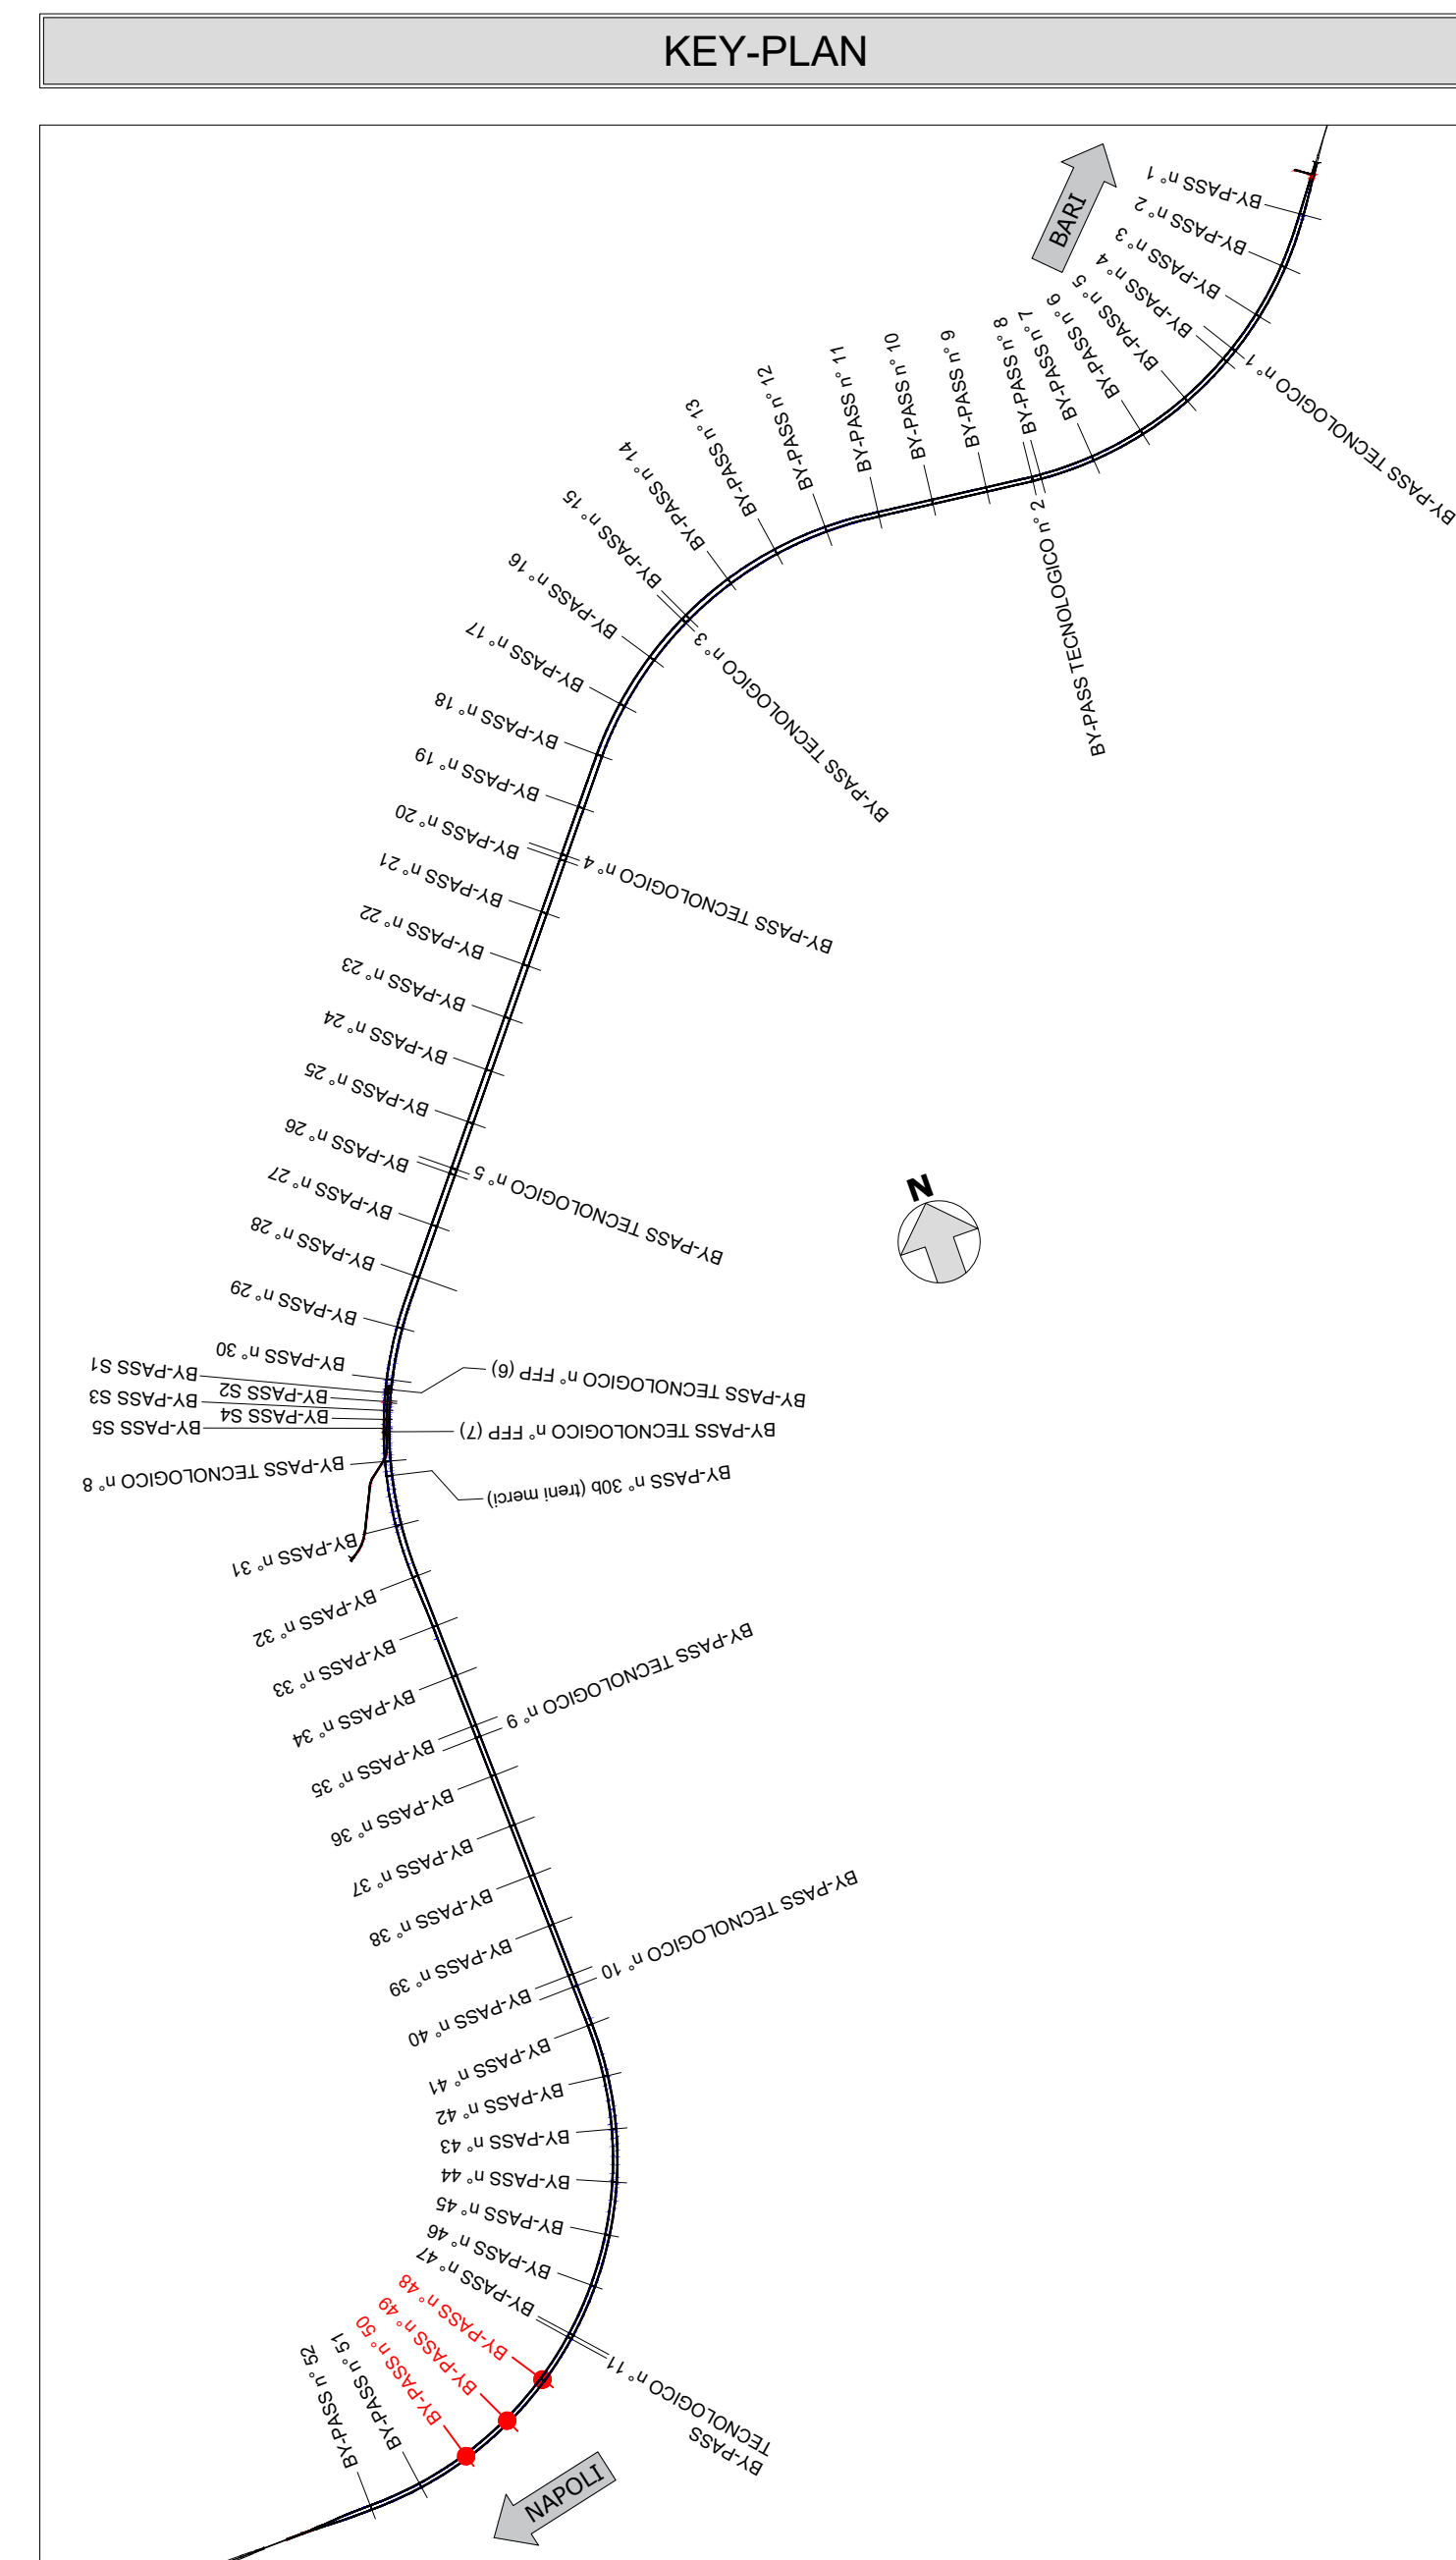 KEY-PLAN
BARI
BY-PASS n° 1
BY-PASS n° 2
BY-PASS n° 3
BY-PASS n° 4
BY-PASS TECNOLOGICO n° 1
BY-PASS n° 5
BY-PASS n° 6
BY-PASS n° 7
BY-PASS n° 8
BY-PASS TECNOLOGICO n° 2
BY-PASS n° 9
BY-PASS n° 10
BY-PASS n° 11
BY-PASS n° 12
BY-PASS n° 13
BY-PASS n° 14
BY-PASS n° 15
BY-PASS TECNOLOGICO n° 3
BY-PASS n° 16
BY-PASS n° 17
BY-PASS n° 18
BY-PASS n° 19
BY-PASS n° 20
BY-PASS TECNOLOGICO n° 4
BY-PASS n° 21
BY-PASS n° 22
BY-PASS n° 23
BY-PASS n° 24
BY-PASS n° 25
BY-PASS n° 26
BY-PASS TECNOLOGICO n° 5
N
BY-PASS n° 27
BY-PASS n° 28
BY-PASS n° 29
BY-PASS n° 30
BY-PASS S1
BY-PASS TECNOLOGICO n° FFP (6)
BY-PASS S2
BY-PASS S3
BY-PASS S4
BY-PASS S5
BY-PASS TECNOLOGICO n° FFP (7)
BY-PASS TECNOLOGICO n° 8
BY-PASS n° 30b (treni merci)
BY-PASS n° 31
BY-PASS n° 32
BY-PASS n° 33
BY-PASS n° 34
BY-PASS n° 35
BY-PASS TECNOLOGICO n° 9
BY-PASS n° 36
BY-PASS n° 37
BY-PASS n° 38
BY-PASS n° 39
BY-PASS n° 40
BY-PASS TECNOLOGICO n° 10
BY-PASS n° 41
BY-PASS n° 42
BY-PASS n° 43
BY-PASS n° 44
BY-PASS n° 45
BY-PASS n° 46
BY-PASS n° 47
BY-PASS
TECNOLOGICO n° 11
BY-PASS n° 48
BY-PASS n° 49
BY-PASS n° 50
BY-PASS n° 51
BY-PASS n° 52
NAPOLI